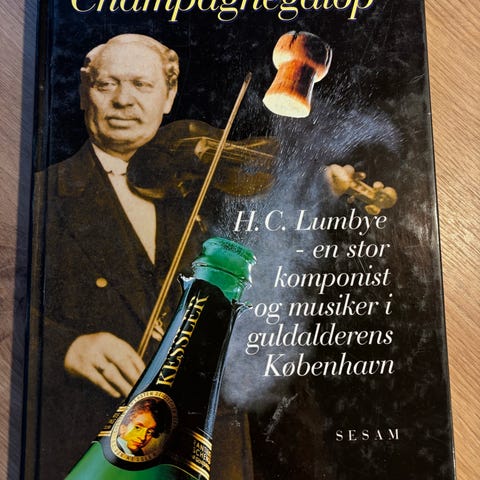 Champagnegalop
H.C. Lumbye
- en stor
komponist
og musiker i
guldalderens
København
KESSLER
SESAM